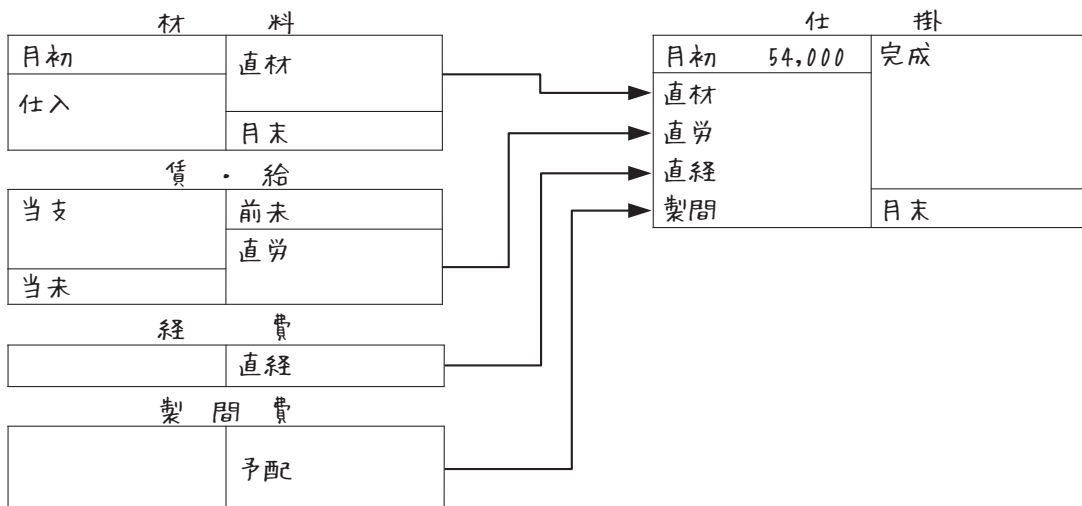 材料
月初
直材
仕入
月末
賃・給
当支
前未
直労
当未
経費
直経
製間費
予配
仕掛
月初 54,000
完成
直材
直労
直経
製間
月末